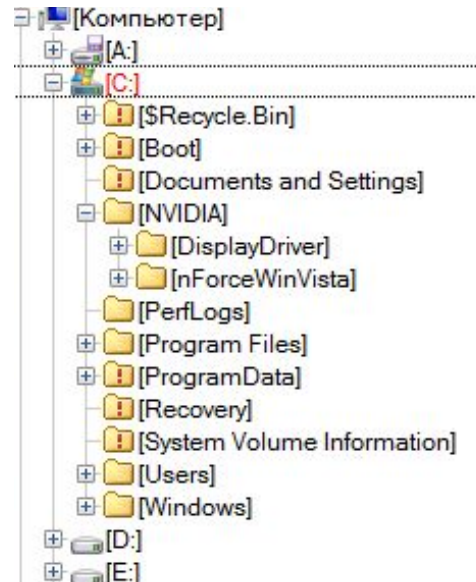 [Компьютер]
[A:]
[C:]
[$Recycle.Bin]
[Boot]
[Documents and Settings]
[NVIDIA]
[DisplayDriver]
[nForceWinVista]
[PerfLogs]
[Program Files]
[ProgramData]
[Recovery]
[System Volume Information]
[Users]
[Windows]
[D:]
[E:]